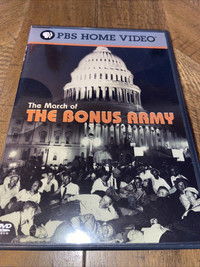 PBS HOME VIDEO
The March of
THE BONUS ARMY
DVD